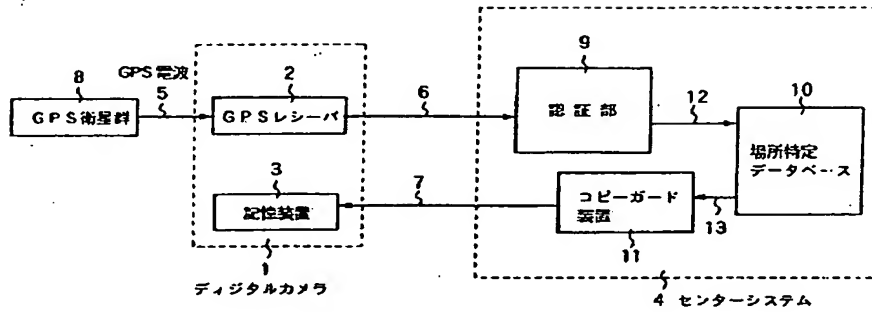 8
GPS衛星群
GPS電波
5
2
GPSレシーバ
6
9
認証部
12
10
場所特定
データベース
3
記憶装置
7
コピーガード
装置
13
11
1
ディジタルカメラ
4 センターシステム